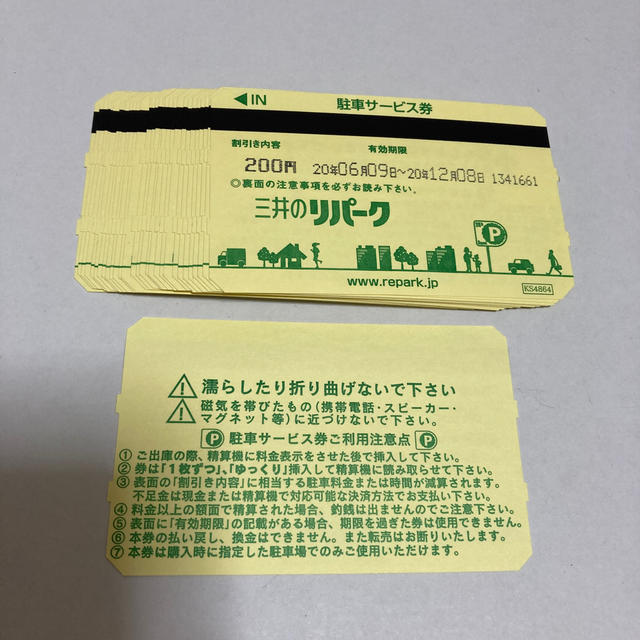 ◀IN
駐車サービス券
割引き内容 有効期限
200円 20年06月09日~20年12月08日 1341661
◎裏面の注意事項を必ずお読み下さい。
三井のリパーク
P
www.repark.jp
KS4864
濡らしたり折り曲げないで下さい
磁気を帯びたもの(携帯電話・スピーカー・
マグネット等)に近づけないで下さい。
P 駐車サービス券ご利用注意点 P
①ご出庫の際、精算機に料金表示をさせた後で挿入して下さい。
②券は「1枚ずつ」、「ゆっくり」挿入して精算機に読み取らせて下さい。
③表面の「割引き内容」に相当する駐車料金または時間が減算されます。
不足金は現金または精算機で対応可能な決済方法でお支払い下さい。
④料金以上の額面で精算された場合、釣銭は出ませんのでご注意下さい。
⑤表面に「有効期限」の記載がある場合、期限を過ぎた券は使用できません。
⑥本券の払い戻し、換金はできません。また転売はお断りいたします。
⑦本券は購入時に指定した駐車場でのみご使用いただけます。